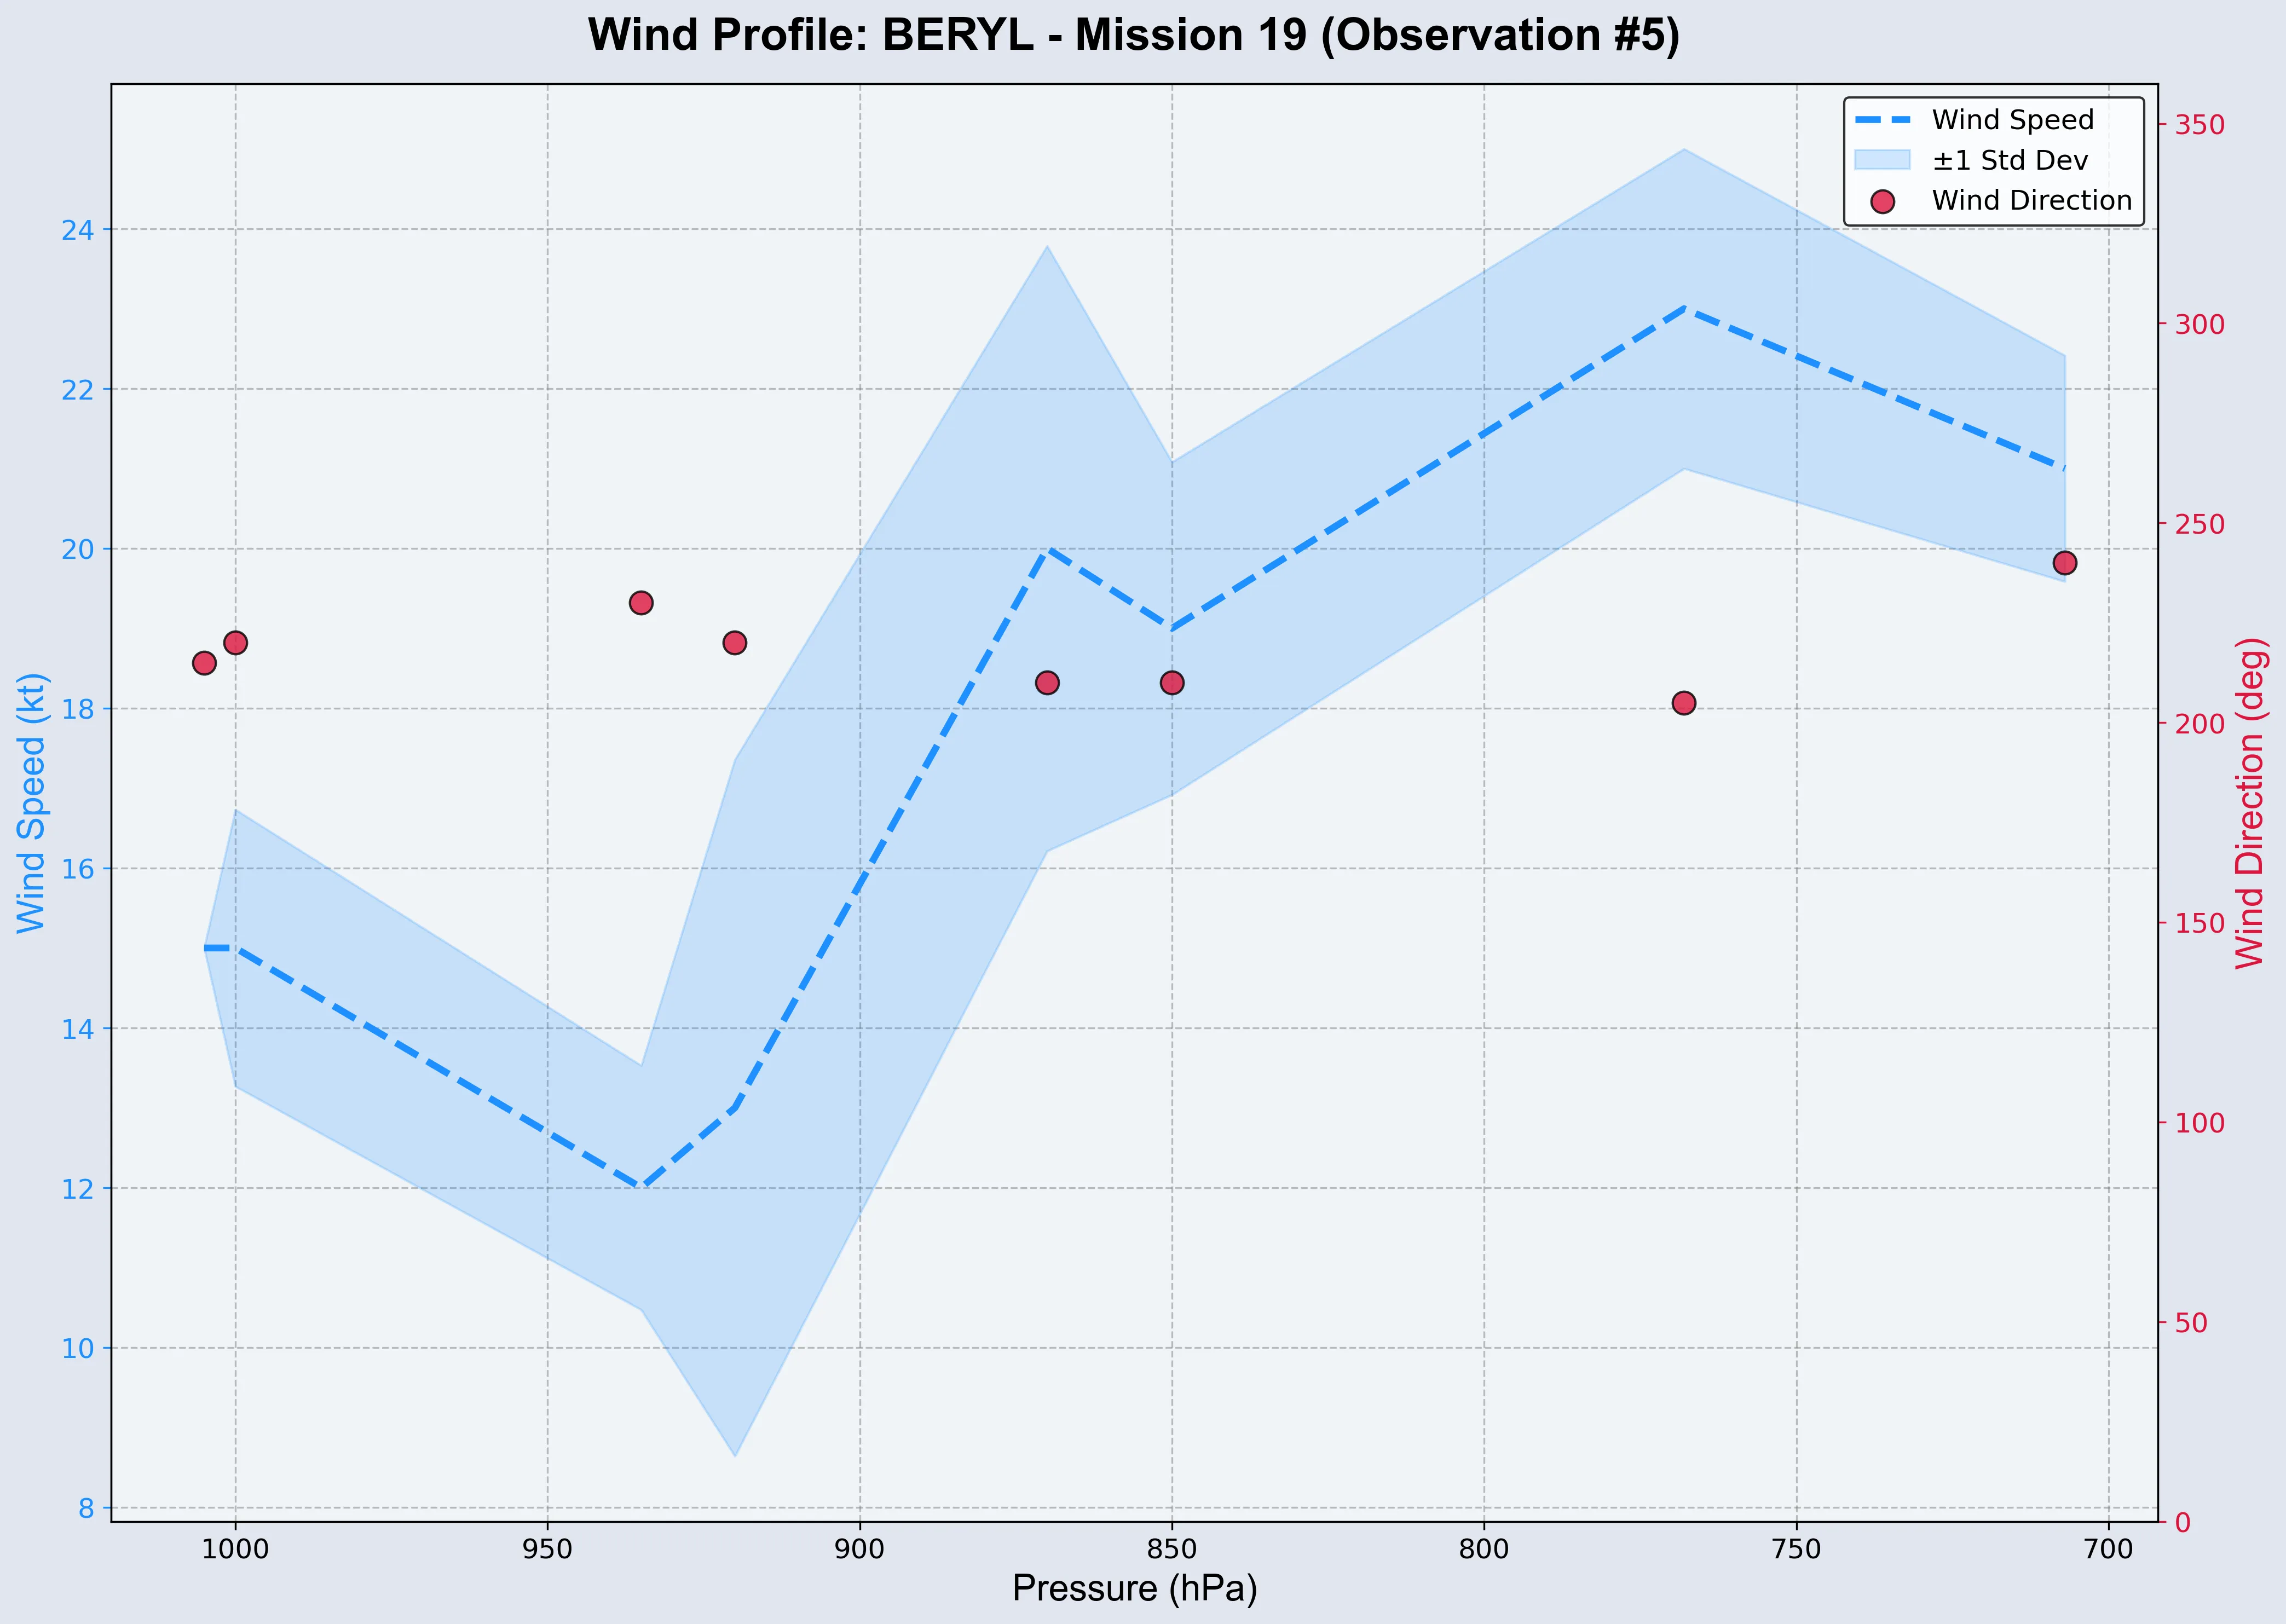 Wind Profile: BERYL - Mission 19 (Observation #5)
Wind Speed
±1 Std Dev
Wind Direction
Wind Speed (kt)
24
22
20
18
16
14
12
10
8
350
300
250
200
150
100
50
0
Wind Direction (deg)
1000 950 900 850 800 750 700
Pressure (hPa)